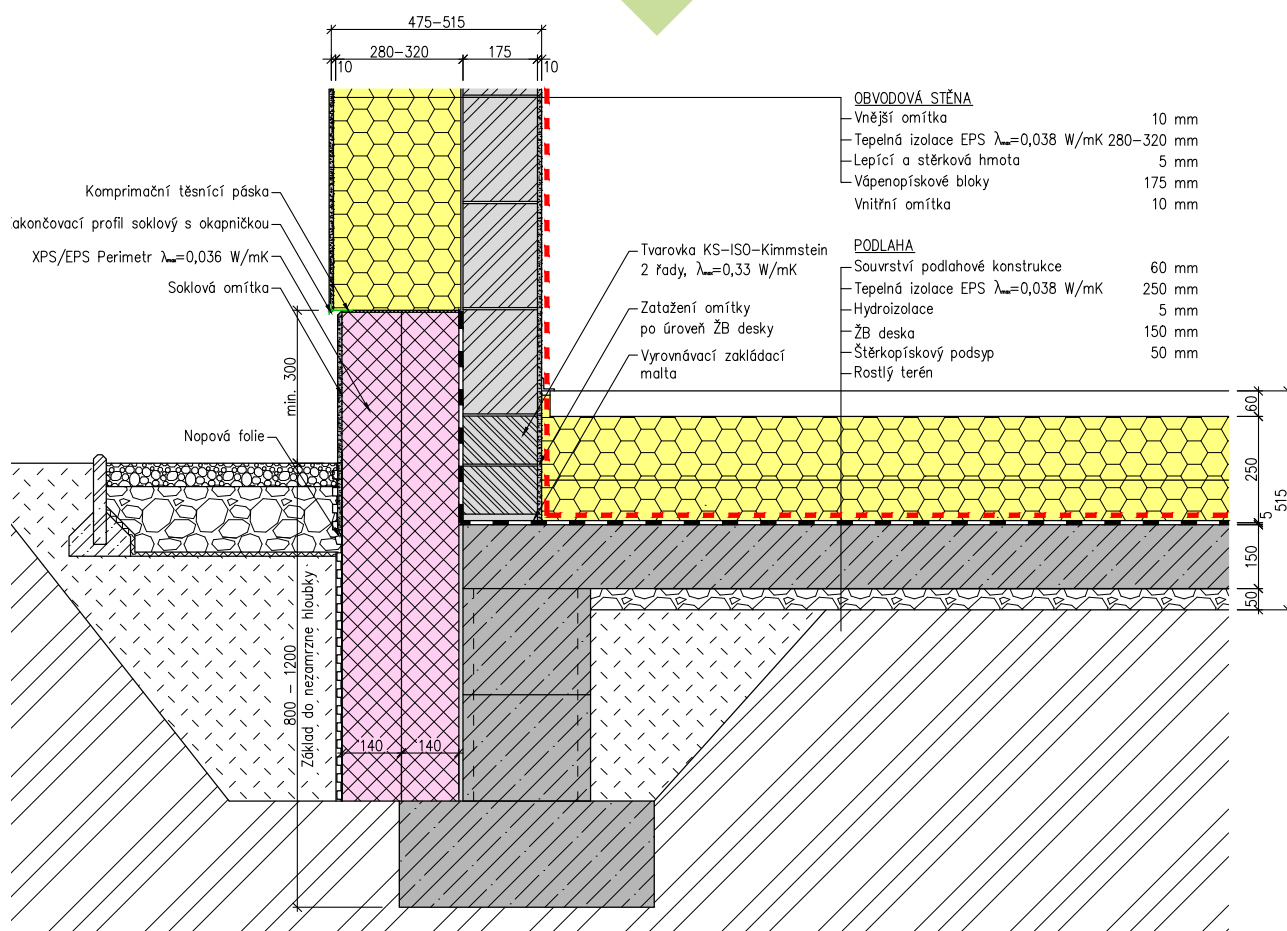 475-515
280-320
175
10
10
OBVODOVÁ STĚNA
Vnější omítka 10 mm
Tepelná izolace EPS λₘₐₓ=0,038 W/mK 280-320 mm
Lepící a stěrková hmota 5 mm
Vápenopískové bloky 175 mm
Vnitřní omítka 10 mm
PODLAHA
Souvrství podlahové konstrukce 60 mm
Tepelná izolace EPS λₘₐₓ=0,038 W/mK 250 mm
Hydroizolace 5 mm
ŽB deska 150 mm
Štěrkopískový podsyp 50 mm
Rostlý terén
Komprimační těsnící páska
akončovací profil soklový s okapničkou
XPS/EPS Perimetr λₘₐₓ=0,036 W/mK
Soklová omítka
Nopová folie
Tvarovka KS-ISO-Kimmstein
2 řady, λₘₐₓ=0,33 W/mK
Zatažení omítky
po úroveň ŽB desky
Vyrovnávací zakládací
malta
min. 300
800 - 1200
Základ do nezamrzne hloubky
140
140
60
250
5
515
150
50